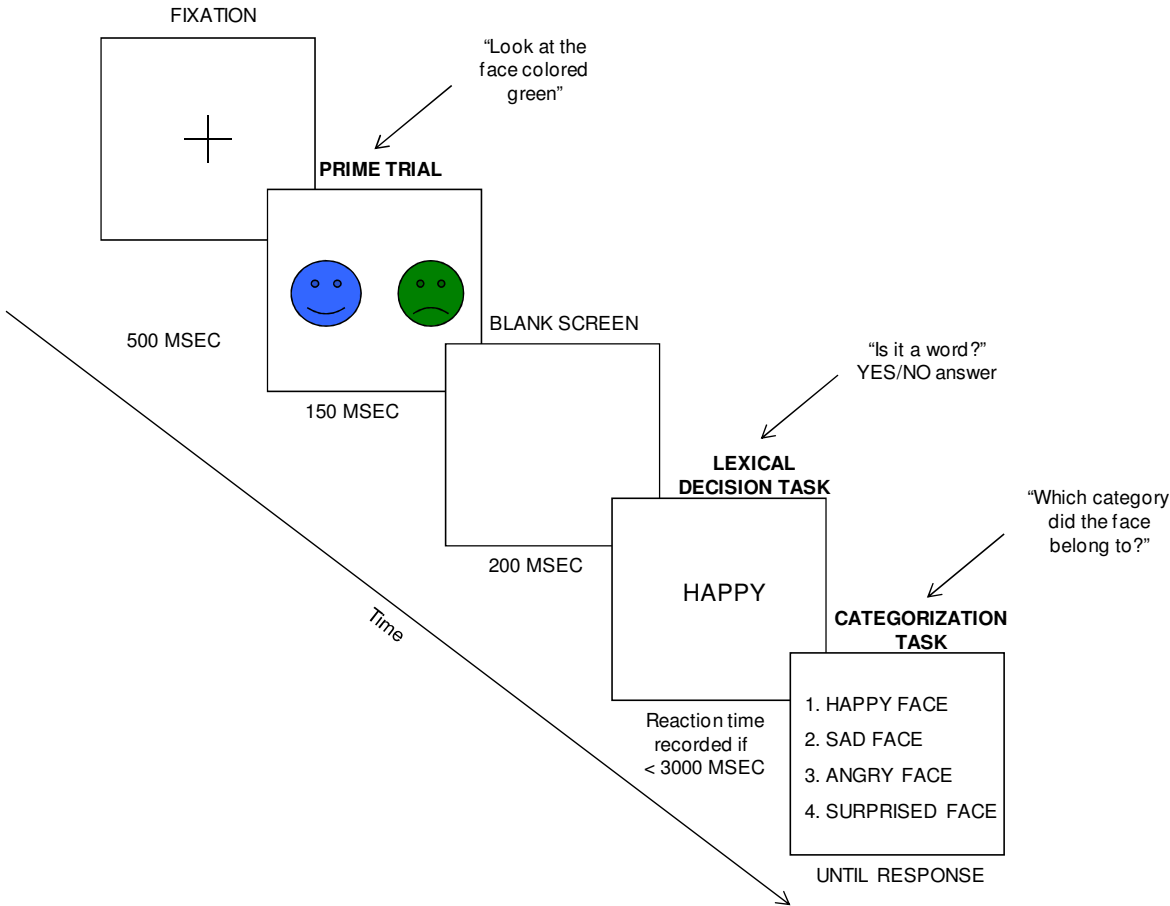 FIXATION
“Look at the
face colored
green”
PRIME TRIAL
500 MSEC
150 MSEC
BLANK SCREEN
200 MSEC
“Is it a word?”
YES/NO answer
LEXICAL
DECISION TASK
HAPPY
Reaction time
recorded if
< 3000 MSEC
“Which category
did the face
belong to?”
CATEGORIZATION
TASK
1. HAPPY FACE
2. SAD FACE
3. ANGRY FACE
4. SURPRISED FACE
UNTIL RESPONSE
Time